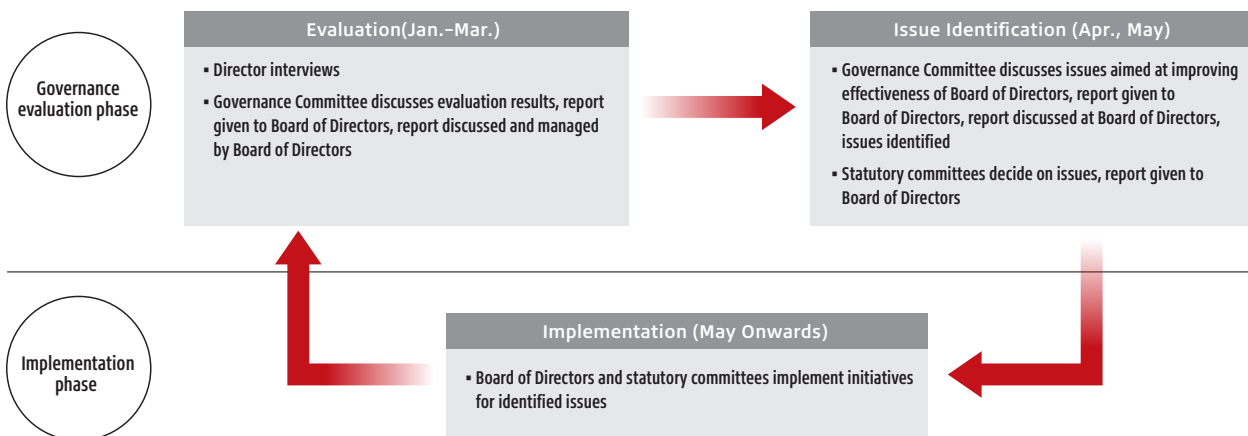 Governance
evaluation phase
Evaluation(Jan.–Mar.)
▪ Director interviews
▪ Governance Committee discusses evaluation results, report
given to Board of Directors, report discussed and managed
by Board of Directors
Issue Identification (Apr., May)
▪ Governance Committee discusses issues aimed at improving
effectiveness of Board of Directors, report given to
Board of Directors, report discussed at Board of Directors,
issues identified
▪ Statutory committees decide on issues, report given to
Board of Directors
Implementation
phase
Implementation (May Onwards)
▪ Board of Directors and statutory committees implement initiatives
for identified issues